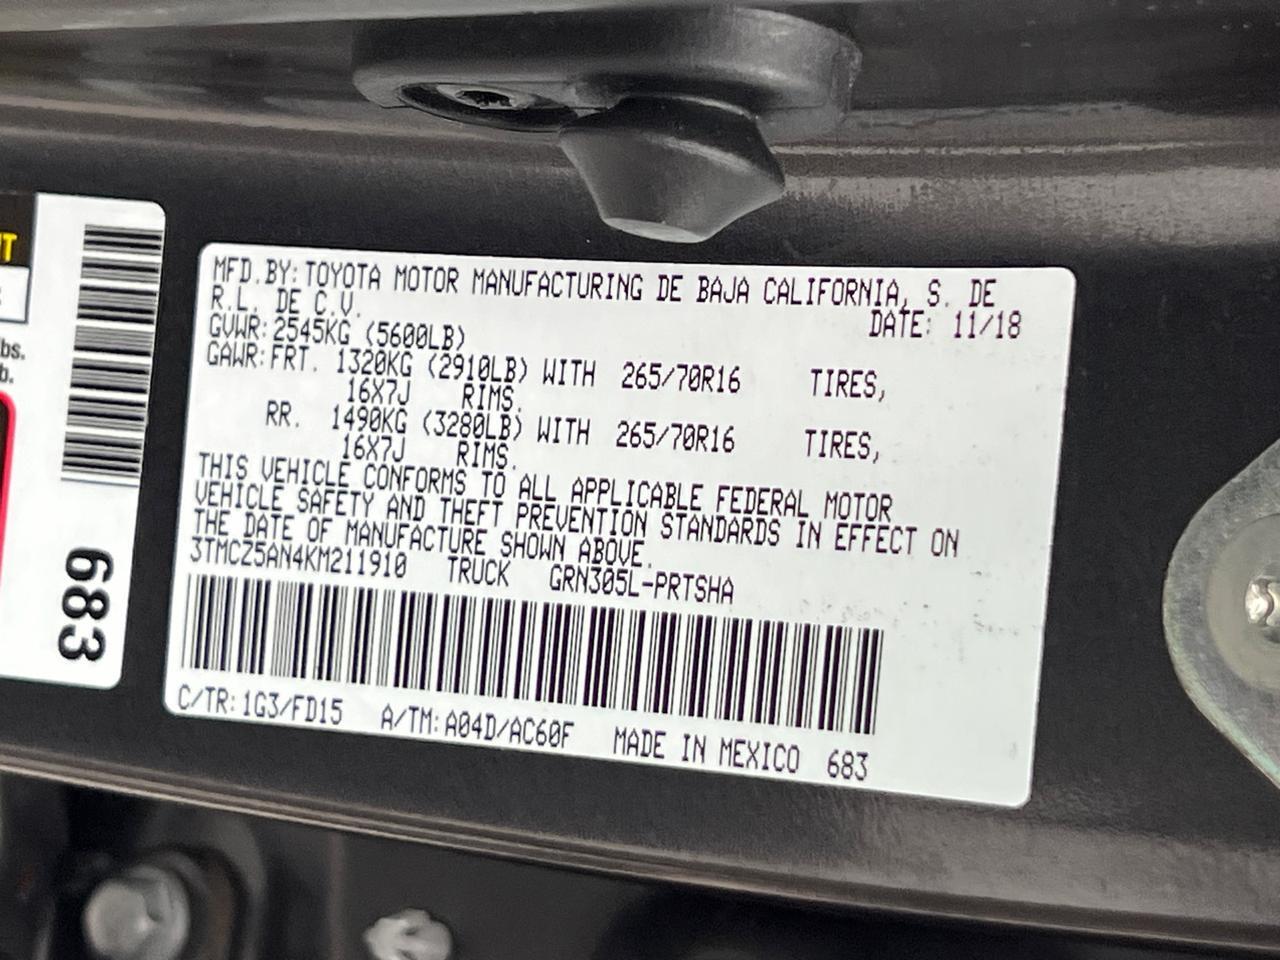 T
bs.
b.
683
MFD.BY: TOYOTA MOTOR MANUFACTURING DE BAJA CALIFORNIA, S. DE
R.L. DE C.V.
DATE: 11/18
GVWR: 2545KG (5600LB)
GAWR: FRT. 1320KG (2910LB) WITH 265/70R16 TIRES,
16X7J RIMS.
RR. 1490KG (3280LB) WITH 265/70R16 TIRES,
16X7J RIMS.
THIS VEHICLE CONFORMS TO ALL APPLICABLE FEDERAL MOTOR
VEHICLE SAFETY AND THEFT PREVENTION STANDARDS IN EFFECT ON
THE DATE OF MANUFACTURE SHOWN ABOVE.
3TMCZ5AN4KM211910 TRUCK GRN305L-PRTSHA
C/TR: 1G3/FD15 A/TM: A04D/AC60F MADE IN MEXICO 683